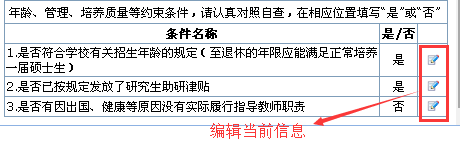 年龄、管理、培养质量等约束条件，请认真对照自查，在相应位置填写“是”或“否”
条件名称 是/否
1.是否符合学校有关招生年龄的规定（至退休的年限应能满足正常培养
一届硕士生） 是
2.是否已按规定发放了研究生助研津贴 是
3.是否有因出国、健康等原因没有实际履行指导教师职责 否
编辑当前信息